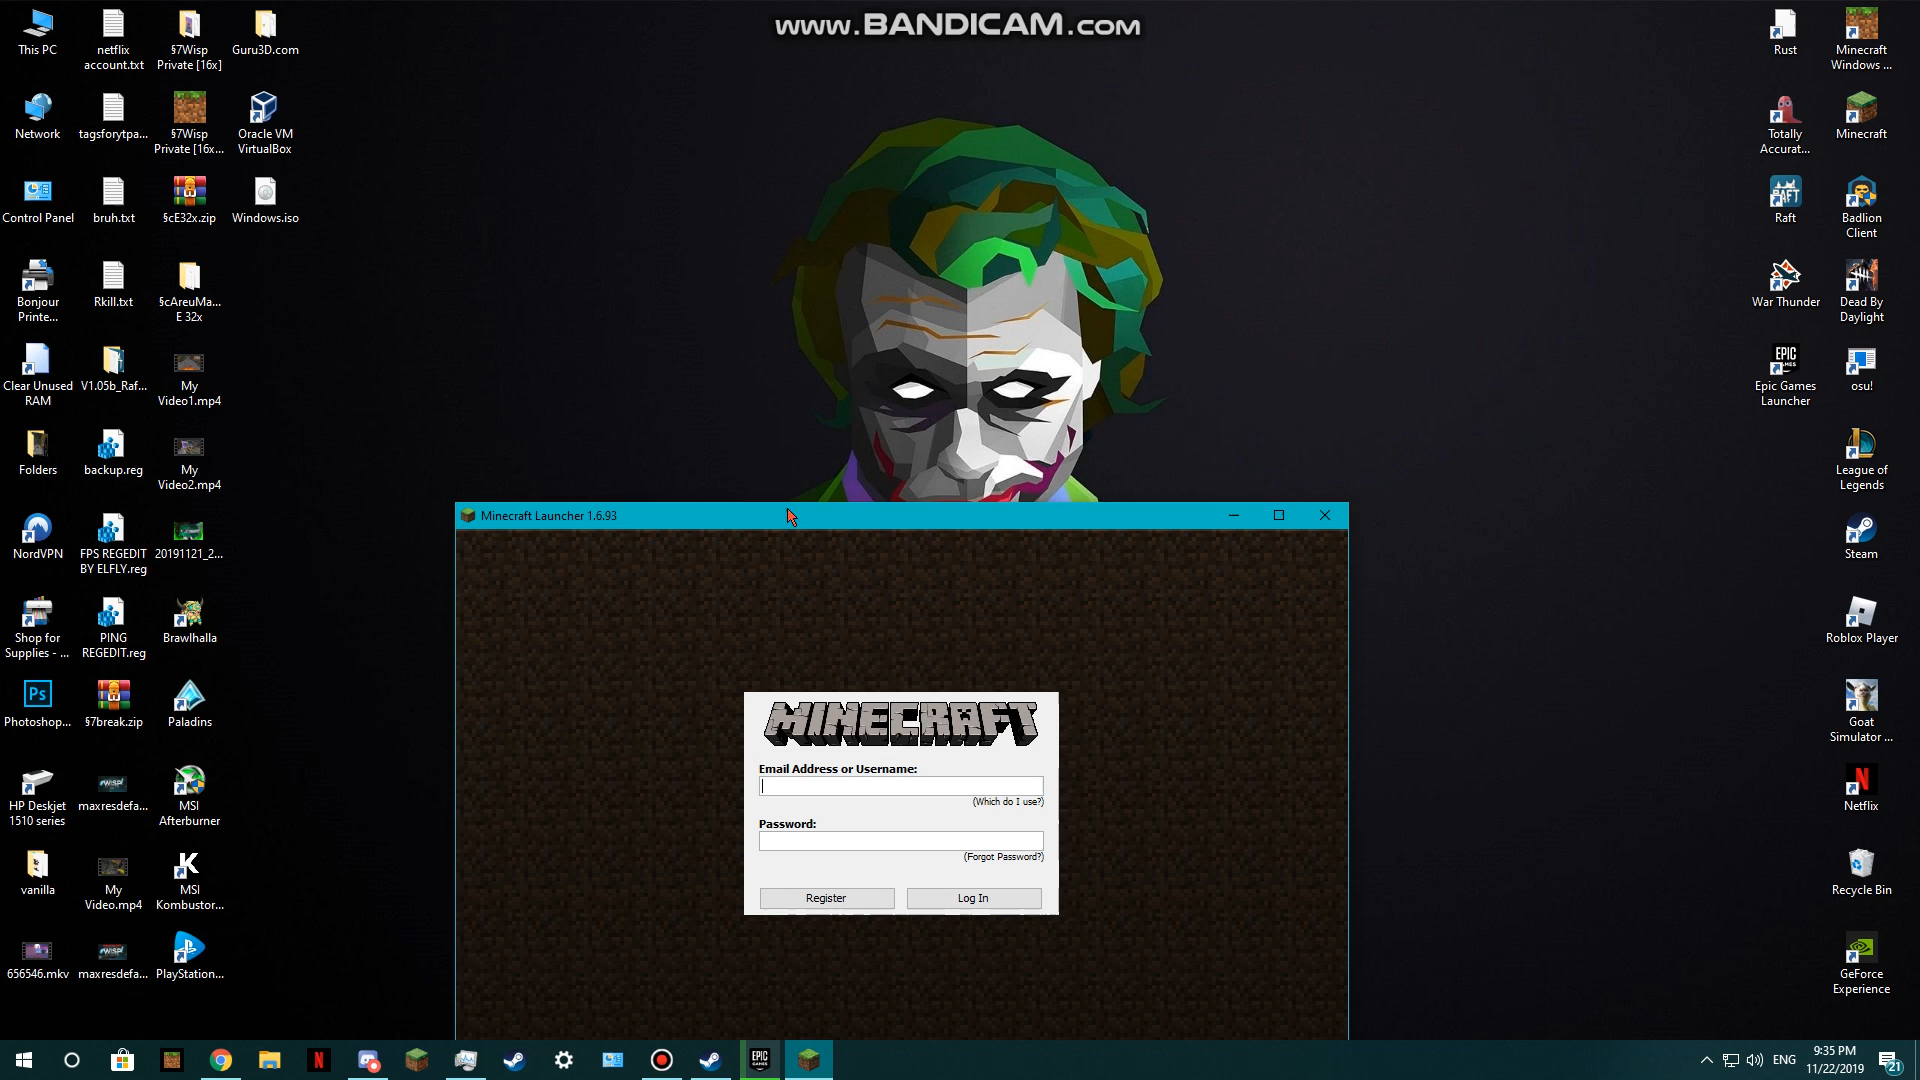 www.BANDICAM.com
This PC
netflix
account.txt
§7Wisp
Private [16x]
Guru3D.com
Network
tagsforytpa...
§7Wisp
Private [16x...
Oracle VM
VirtualBox
Control Panel
bruh.txt
§cE32x.zip
Windows.iso
Bonjour
Printe...
Rkill.txt
§cAreuMa...
E 32x
Clear Unused
RAM
V1.05b_Raf...
My
Video1.mp4
Folders
backup.reg
My
Video2.mp4
NordVPN
FPS REGEDIT
BY ELFLY.reg
20191121_2...
Shop for
Supplies - ...
PING
REGEDIT.reg
Brawlhalla
Ps
Photoshop...
§7break.zip
Paladins
HP Deskjet
1510 series
maxresdefa...
MSI
Afterburner
vanilla
My
Video.mp4
K
MSI
Kombustor...
656546.mkv
maxresdefa...
PlayStation...
Rust
Minecraft
Windows ...
Totally
Accurat...
Minecraft
RAFT
Raft
Badlion
Client
War Thunder
Dead By
Daylight
EPIC
GAMES
Epic Games
Launcher
osu!
League of
Legends
Steam
Roblox Player
Goat
Simulator ...
Netflix
Recycle Bin
GeForce
Experience
Minecraft Launcher 1.6.93
MINECRAFT
Email Address or Username:
(Which do I use?)
Password:
(Forgot Password?)
Register
Log In
EPIC
GAMES
ENG
9:35 PM
11/22/2019
21